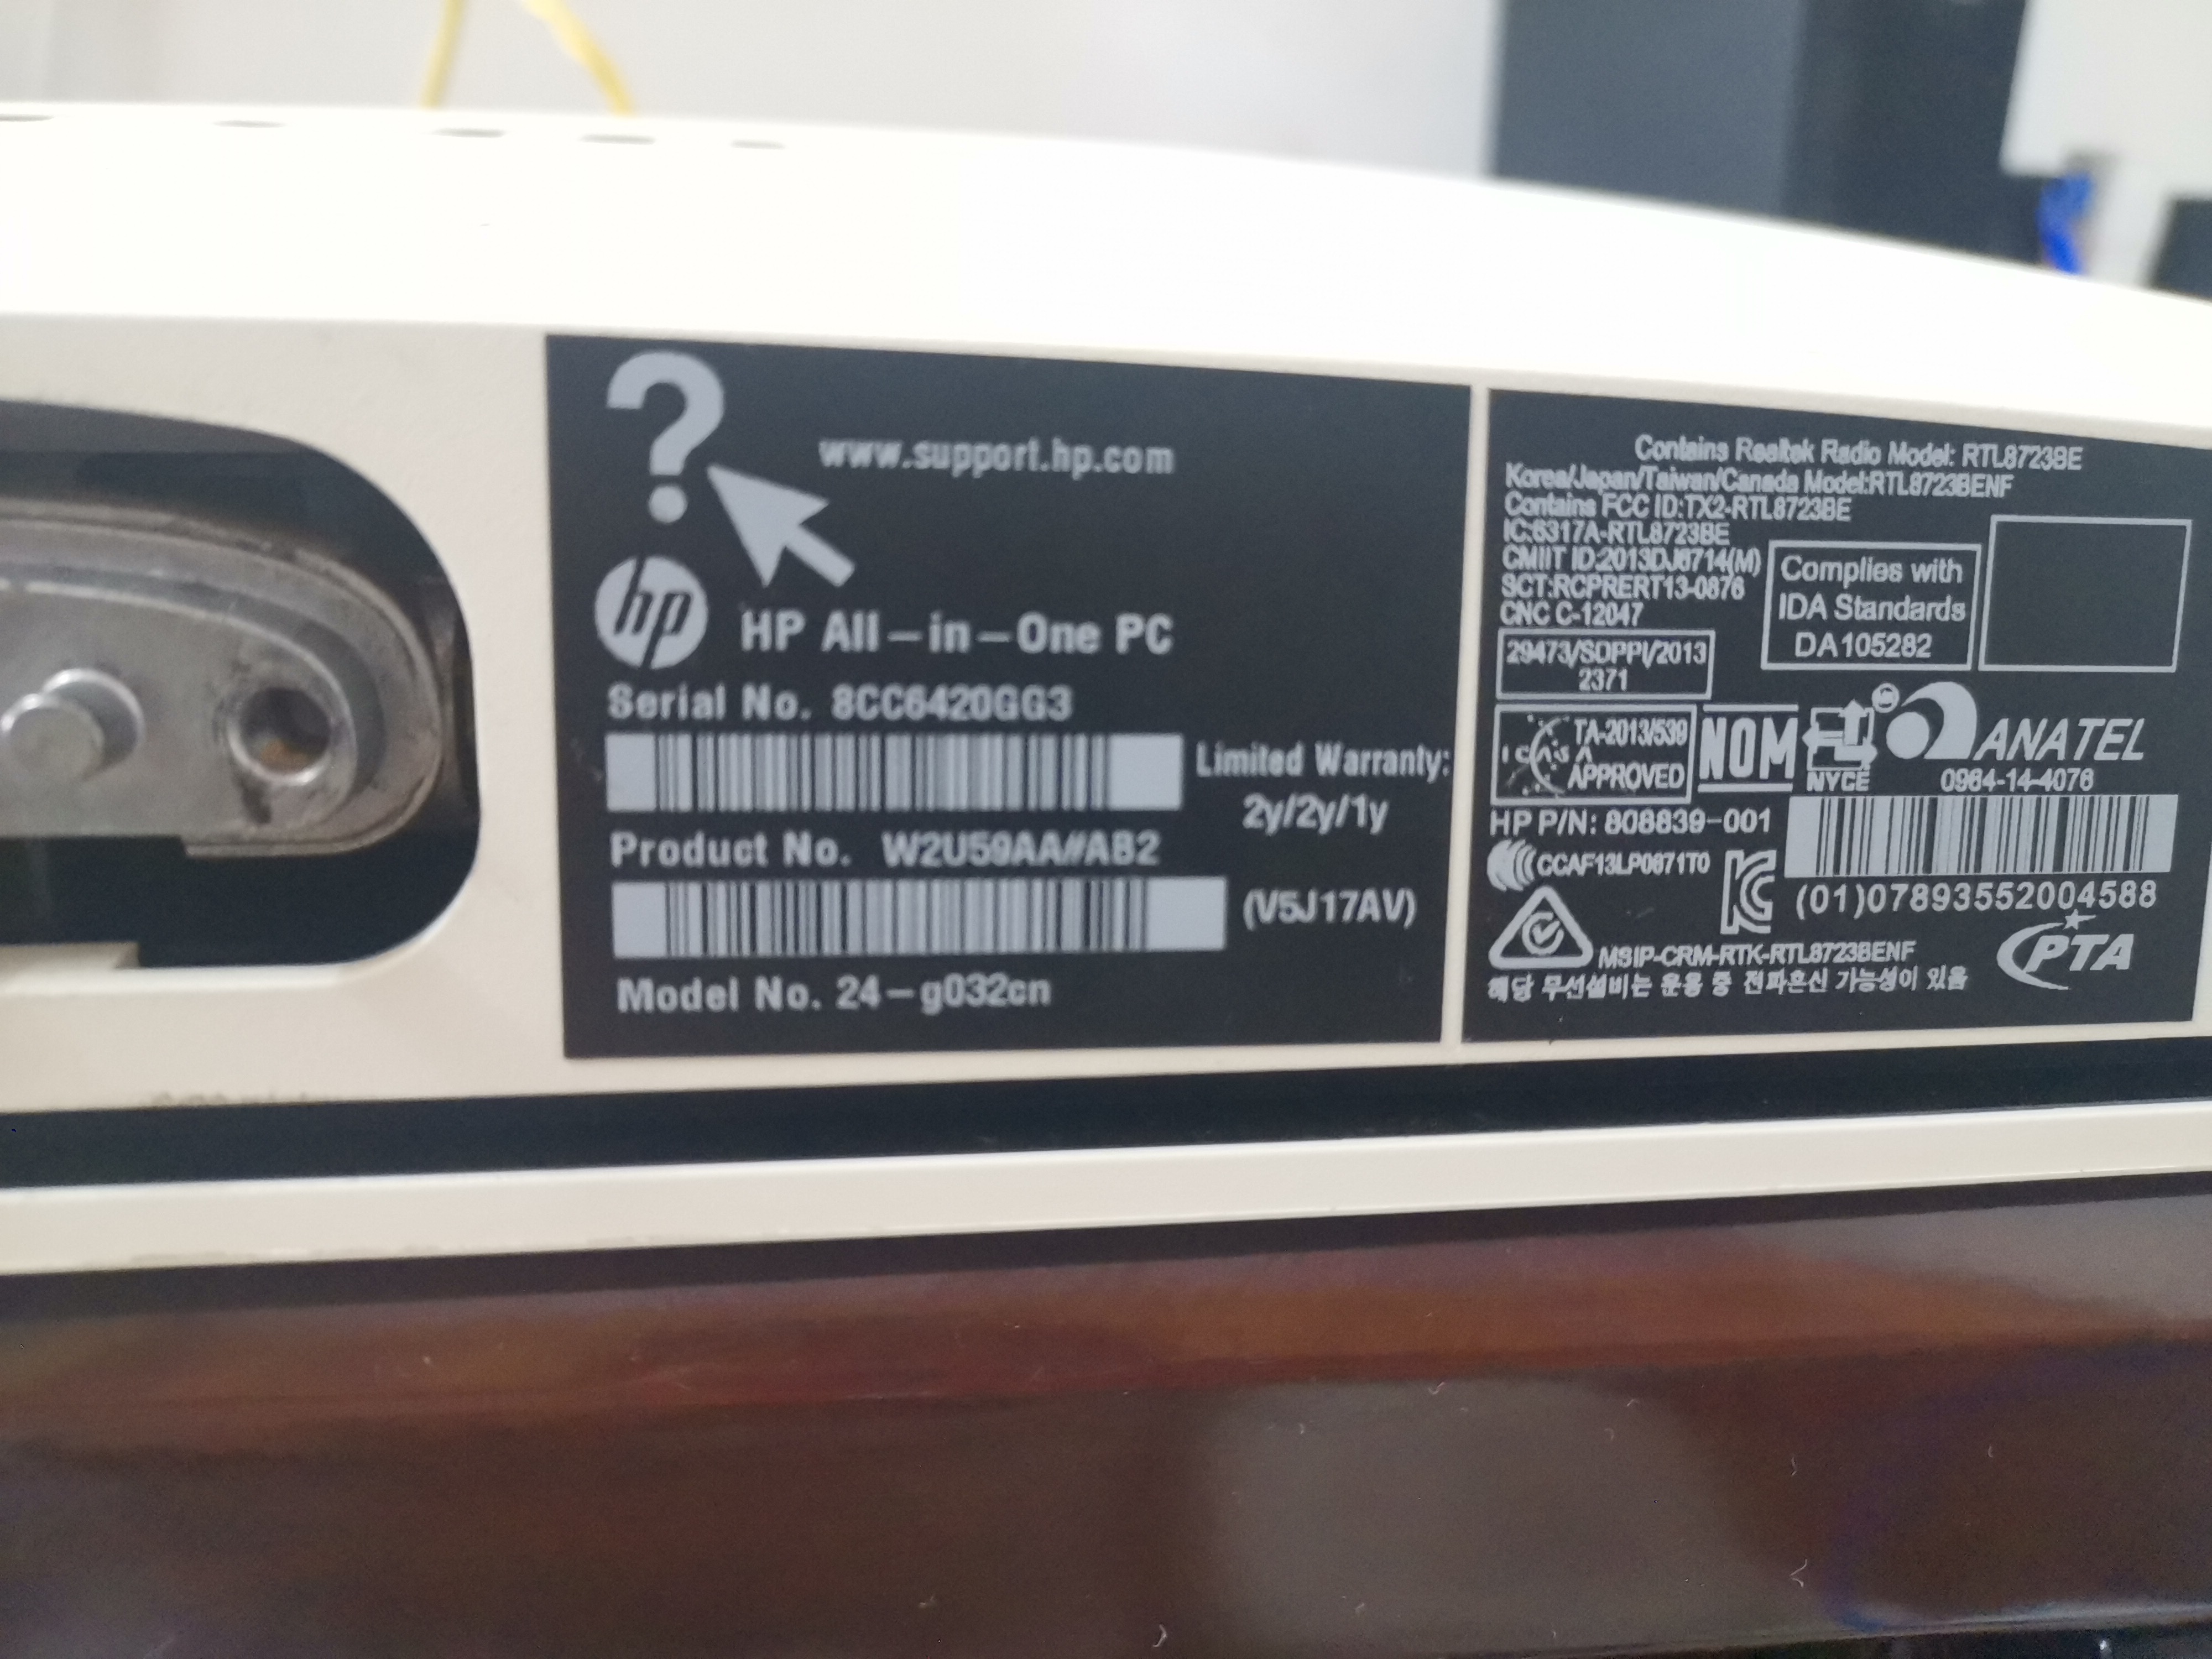 www.support.hp.com
hp
HP All-in-One PC
Serial No. 8CC6420GG3
Limited Warranty:
2y/2y/1y
Product No. W2U59AA#AB2
(V5J17AV)
Model No. 24-g032cn
Contains Realtek Radio Model: RTL8723BE
Korea/Japan/Taiwan/Canada Model:RTL8723BENF
Contains FCC ID:TX2-RTL8723BE
IC:6317A-RTL8723BE
CMIIT ID:2013DJ6714(M)
SCT:RCPRERT13-0876
CNC C-12047
Complies with
IDA Standards
DA105282
29473/SDPPI/2013
2371
ICASA
TA-2013/539
APPROVED
NOM
NYCE
ANATEL
0964-14-4076
HP P/N: 808839-001
CCAF13LP0671T0
(01)07893552004588
MSIP-CRM-RTK-RTL8723BENF
PTA
해당 무선설비는 운용 중 전파혼신 가능성이 있음